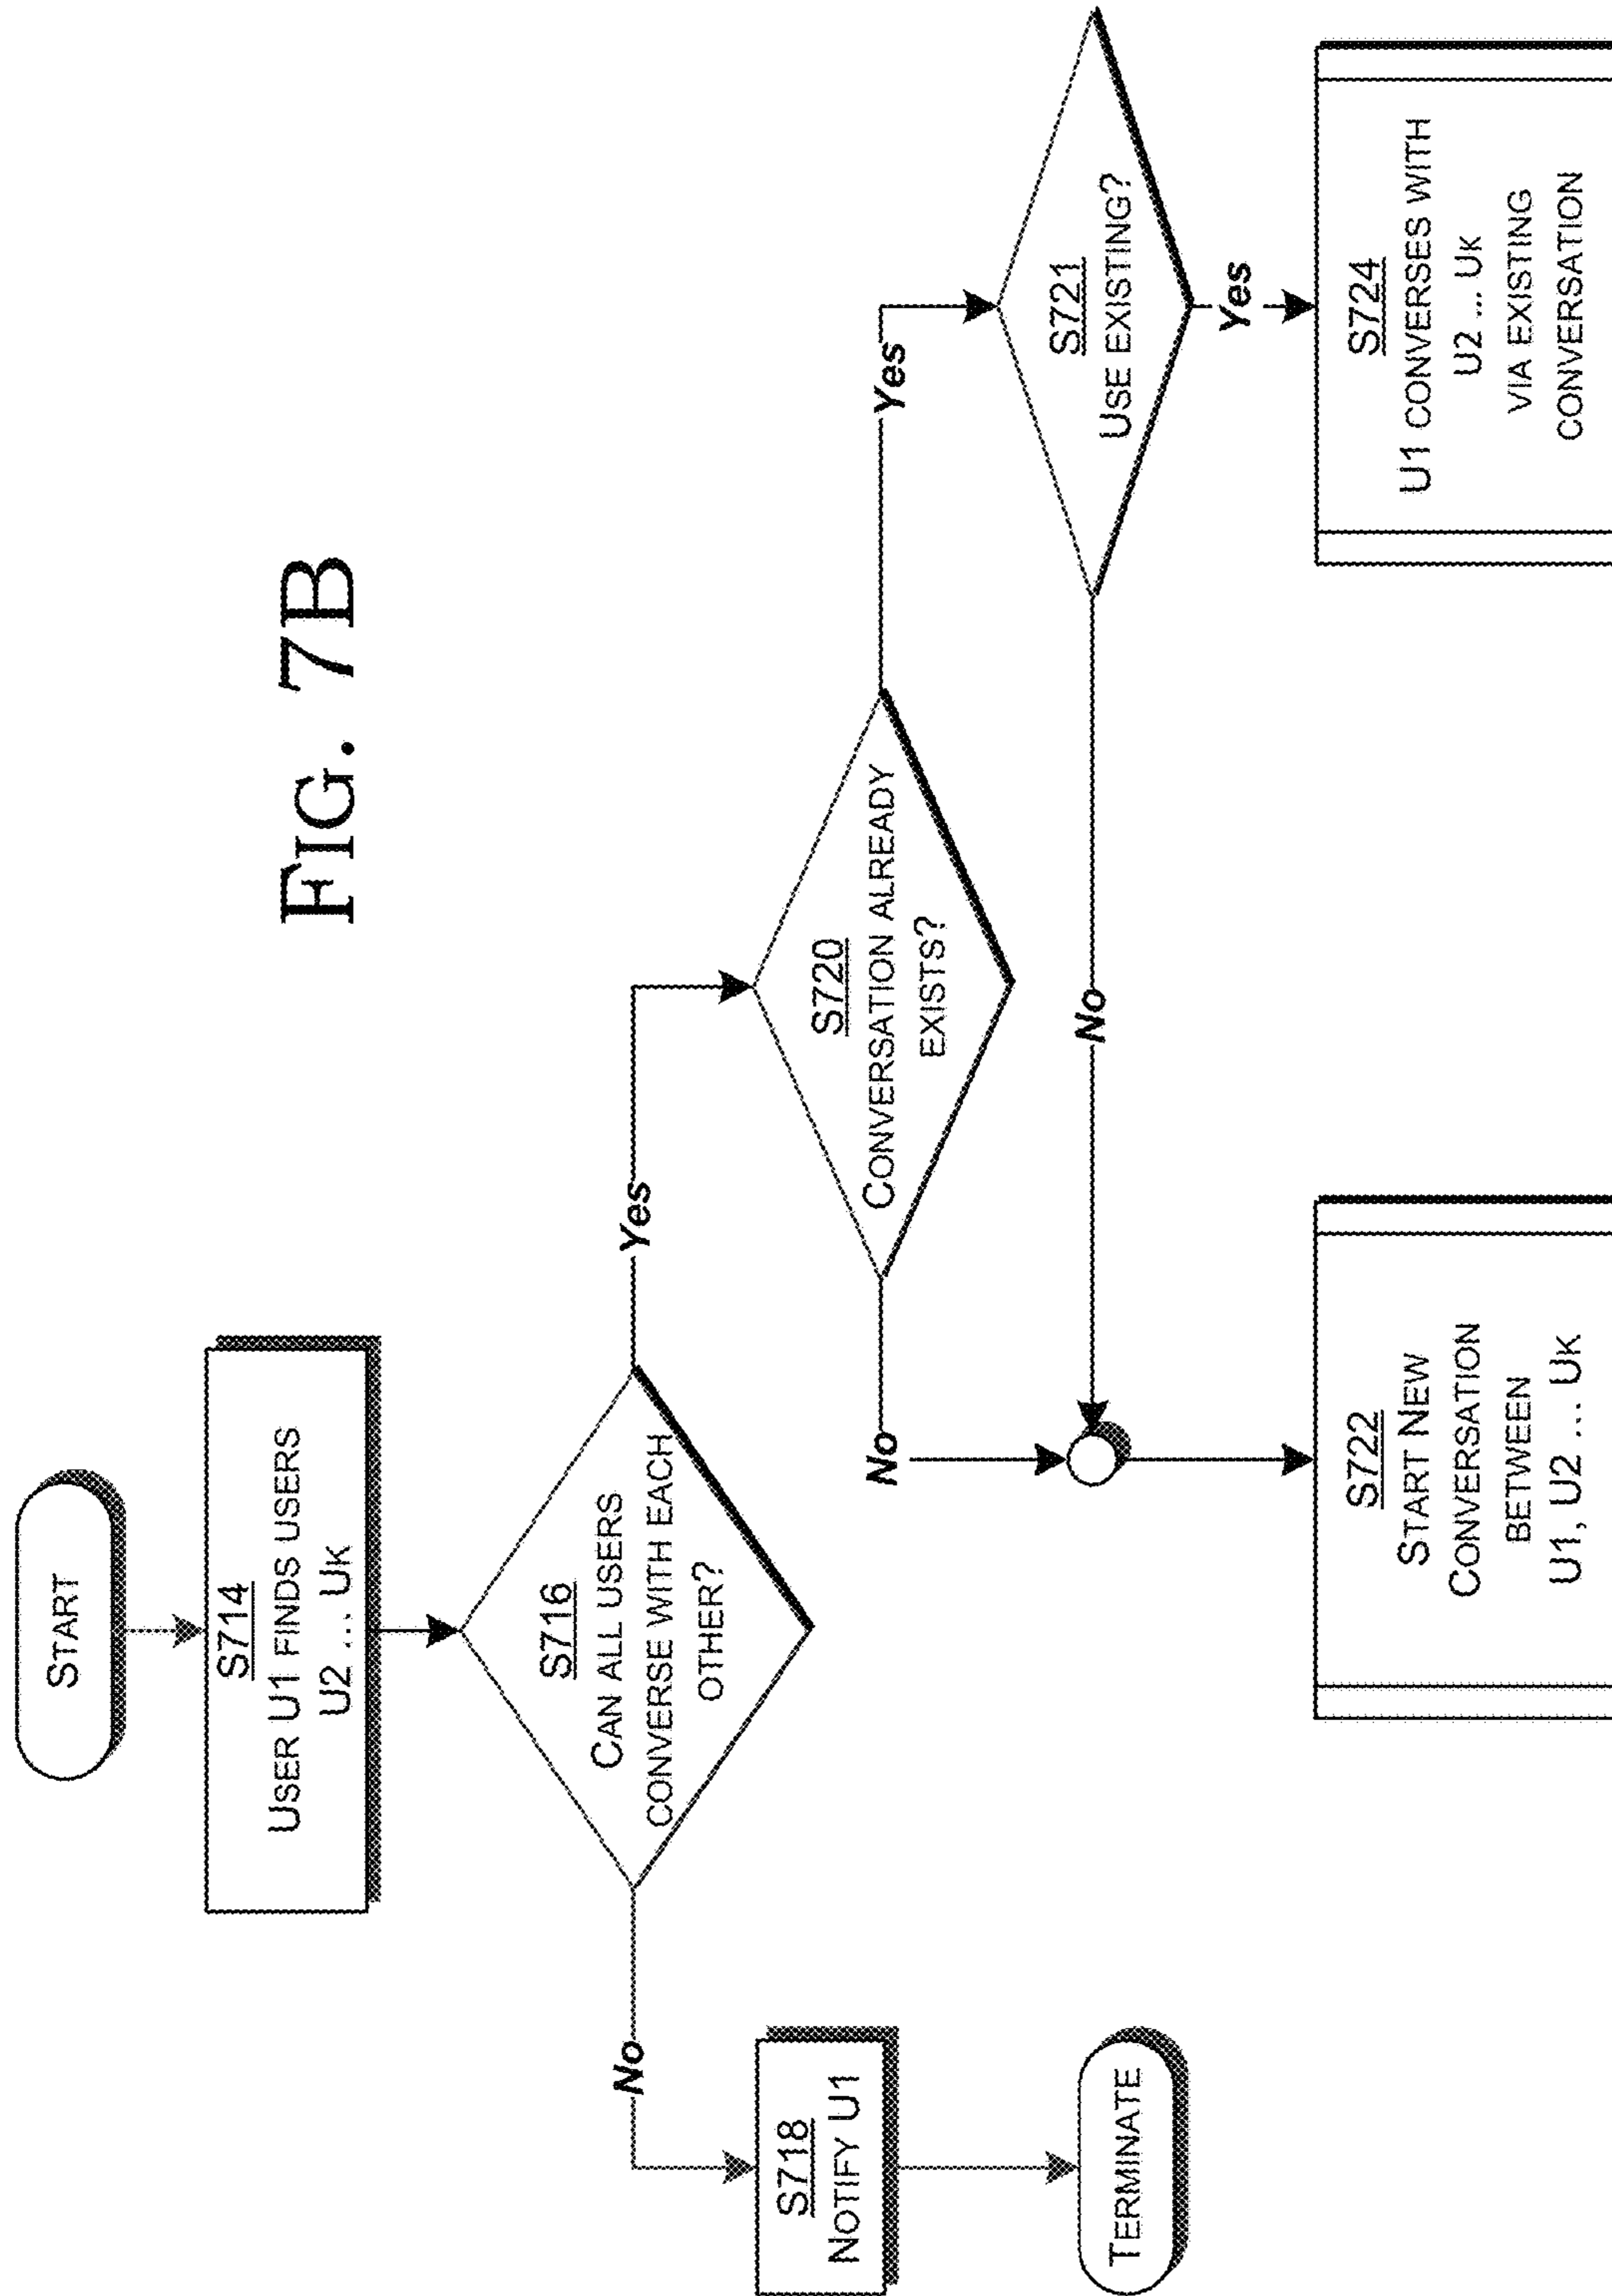 FIG. 7B
START
S714
USER U1 FINDS USERS
U2 ... UK
S716
CAN ALL USERS
CONVERSE WITH EACH
OTHER?
No
Yes
S718
NOTIFY U1
TERMINATE
S720
CONVERSATION ALREADY
EXISTS?
No
Yes
S721
USE EXISTING?
No
Yes
S722
START NEW
CONVERSATION
BETWEEN
U1, U2 ... UK
S724
U1 CONVERSES WITH
U2 ... UK
VIA EXISTING
CONVERSATION